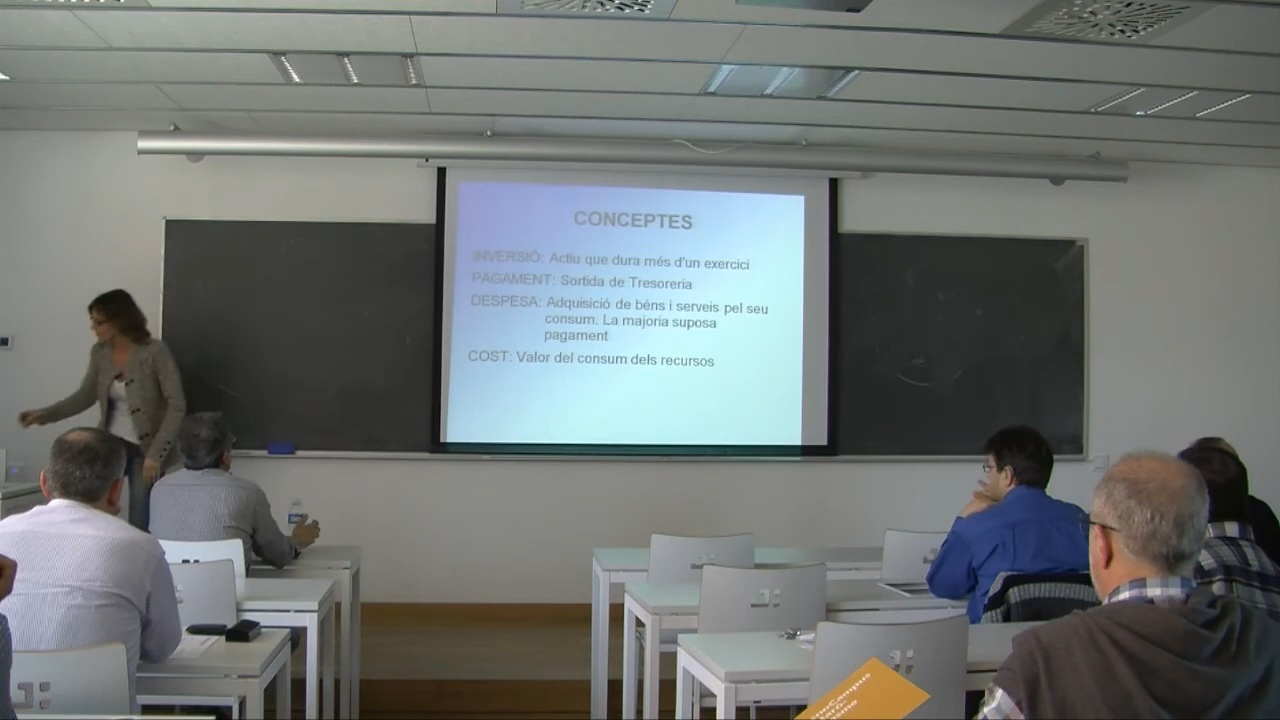 CONCEPTES
INVERSIÓ: Actiu que dura més d'un exercici
PAGAMENT: Sortida de Tresoreria
DESPESA: Adquisició de béns i serveis pel seu
consum. La majoria suposa
pagament
COST: Valor del consum dels recursos